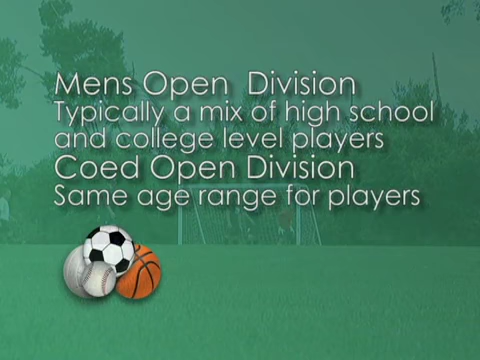 Mens Open Division
Typically a mix of high school
and college level players
Coed Open Division
Same age range for players